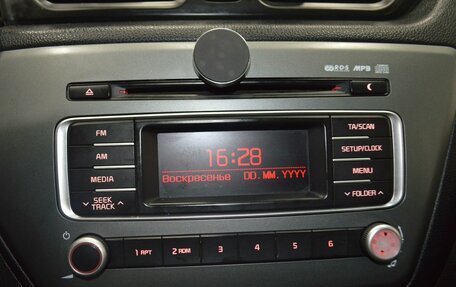 RDS MP3
FM
AM
MEDIA
SEEK
TRACK
16:28
Воскресенье DD.MM.YYYY
TA/SCAN
SETUP/CLOCK
MENU
FOLDER
1 RPT
2 RDM
3
4
5
6